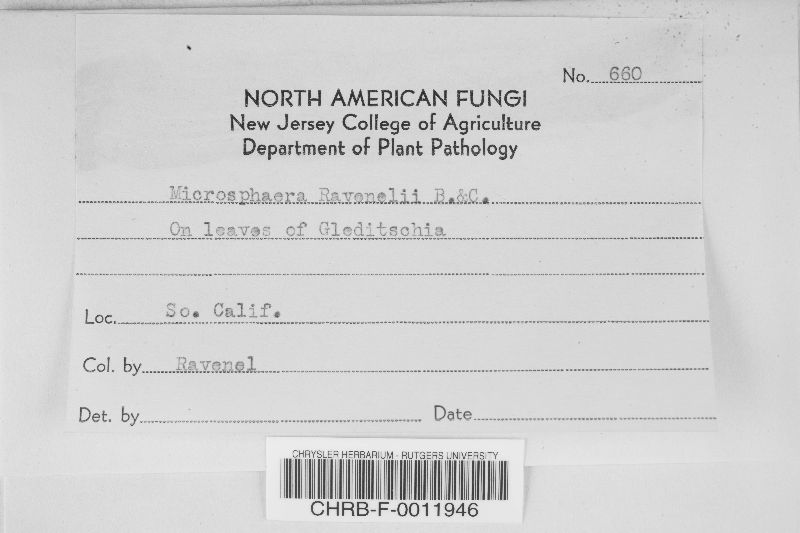 No. 660
NORTH AMERICAN FUNGI
New Jersey College of Agriculture
Department of Plant Pathology
Microsphaera Ravenelii B.&C.
On leaves of Gleditschia
Loc. So. Calif.
Col. by Ravenel
Det. by Date
CHRYSLER HERBARIUM - RUTGERS UNIVERSITY
CHRB-F-0011946